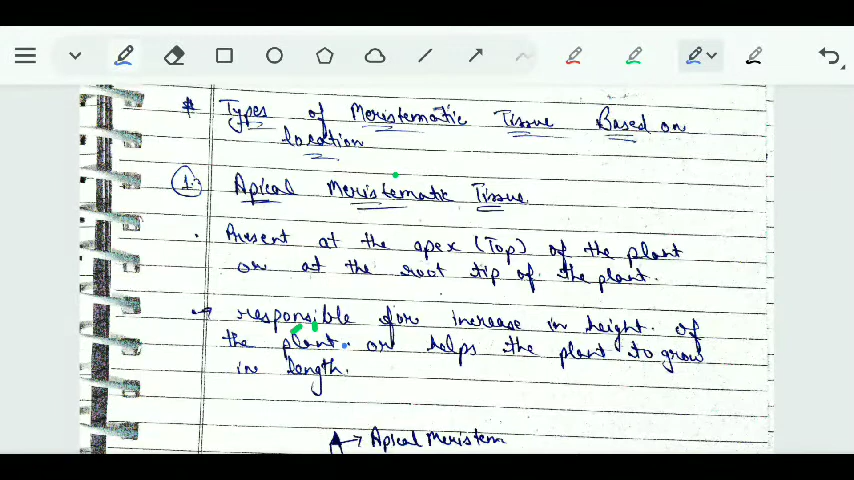 * Types of Meristematic Tissue Based on
location
1. Apical Meristematic Tissue
. Present at the apex (Top) of the plant
or at the root tip of the plant.
→ responsible for increase in height. of
the plant. or helps the plant to grow
in length.
→ Apical Meristem